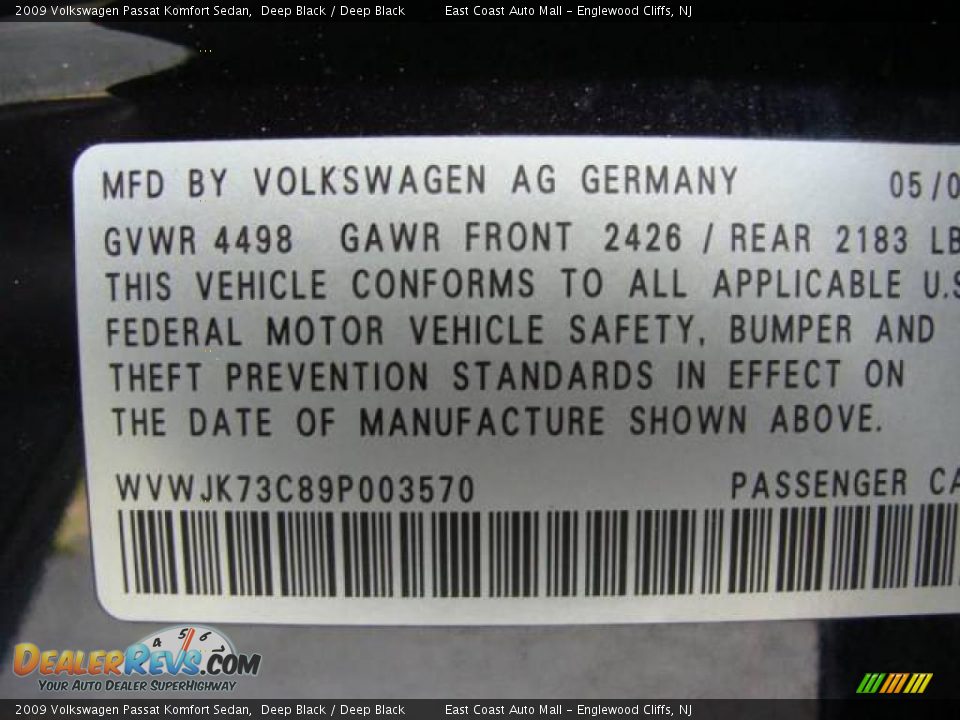 2009 Volkswagen Passat Komfort Sedan, Deep Black / Deep Black East Coast Auto Mall - Englewood Cliffs, NJ
MFD BY VOLKSWAGEN AG GERMANY 05/0
GVWR 4498 GAWR FRONT 2426 / REAR 2183 LB
THIS VEHICLE CONFORMS TO ALL APPLICABLE U.S
FEDERAL MOTOR VEHICLE SAFETY, BUMPER AND
THEFT PREVENTION STANDARDS IN EFFECT ON
THE DATE OF MANUFACTURE SHOWN ABOVE.
WVWJK73C89P003570 PASSENGER CA
4 5 6 7
DEALERREVS.COM
YOUR AUTO DEALER SUPERHIGHWAY
2009 Volkswagen Passat Komfort Sedan, Deep Black / Deep Black East Coast Auto Mall - Englewood Cliffs, NJ